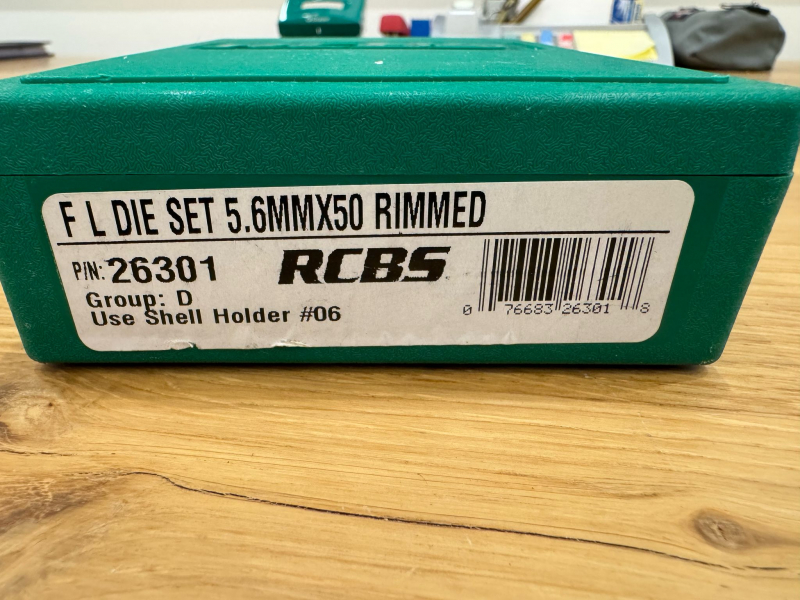 F L DIE SET 5.6MMX50 RIMMED
P/N: 26301
RCBS
Group: D
Use Shell Holder #06
0 76683 26301 8